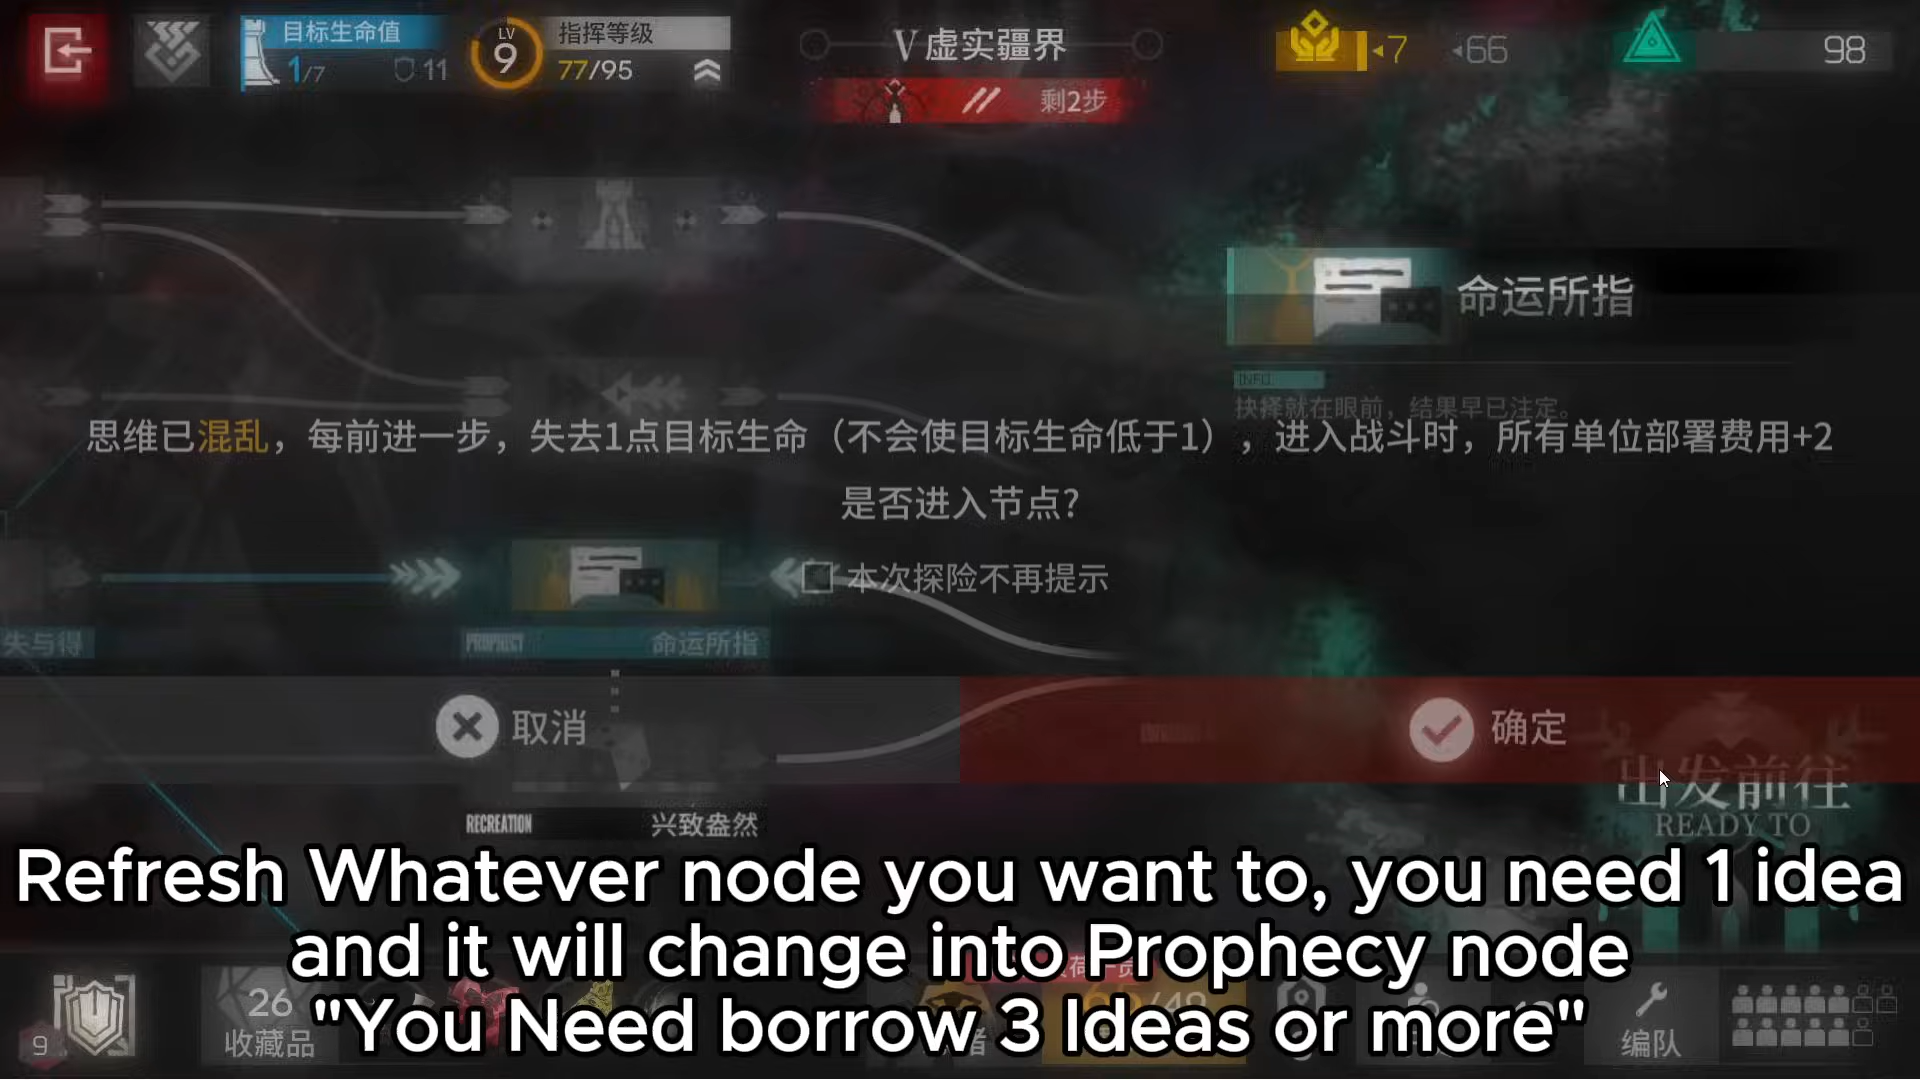 目标生命值
1/7
11
LV
9
指挥等级
77/95
V 虚实疆界
剩2步
7
66
98
命运所指
INFO.
抉择就在眼前，结果早已注定。
思维已混乱，每前进一步，失去1点目标生命（不会使目标生命低于1），进入战斗时，所有单位部署费用+2
是否进入节点?
本次探险不再提示
失与得
PROPHECY
命运所指
取消
确定
出发前往
READY TO
RECREATION
兴致盎然
Refresh Whatever node you want to, you need 1 idea
and it will change into Prophecy node
"You Need borrow 3 Ideas or more"
9
26
收藏品
编队